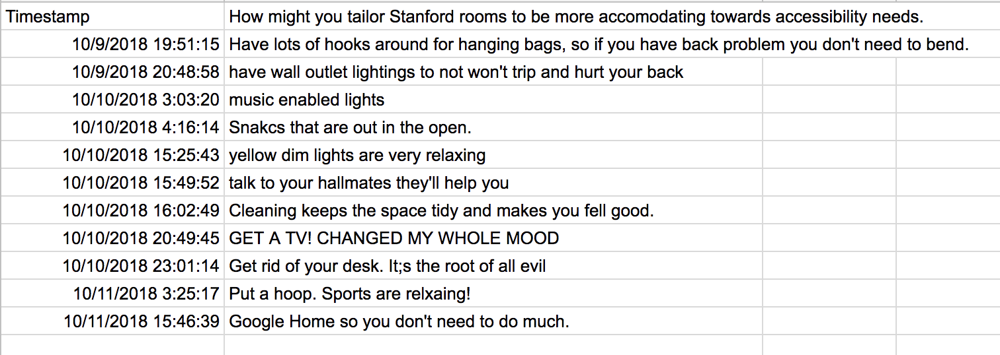 Timestamp How might you tailor Stanford rooms to be more accomodating towards accessibility needs.
10/9/2018 19:51:15 Have lots of hooks around for hanging bags, so if you have back problem you don't need to bend.
10/9/2018 20:48:58 have wall outlet lightings to not won't trip and hurt your back
10/10/2018 3:03:20 music enabled lights
10/10/2018 4:16:14 Snakcs that are out in the open.
10/10/2018 15:25:43 yellow dim lights are very relaxing
10/10/2018 15:49:52 talk to your hallmates they'll help you
10/10/2018 16:02:49 Cleaning keeps the space tidy and makes you fell good.
10/10/2018 20:49:45 GET A TV! CHANGED MY WHOLE MOOD
10/10/2018 23:01:14 Get rid of your desk. It;s the root of all evil
10/11/2018 3:25:17 Put a hoop. Sports are relxaing!
10/11/2018 15:46:39 Google Home so you don't need to do much.